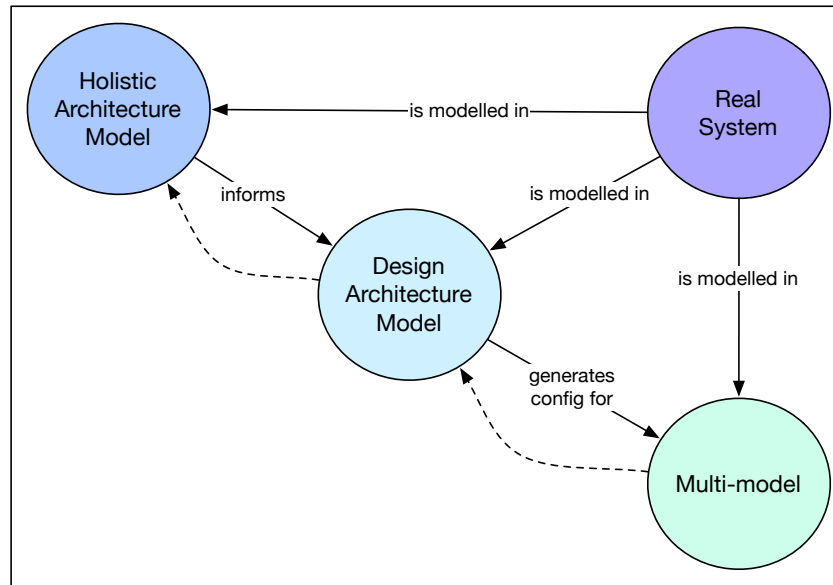 Holistic
Architecture
Model
Real
System
is modelled in
informs
is modelled in
Design
Architecture
Model
is modelled in
generates
config for
Multi-model